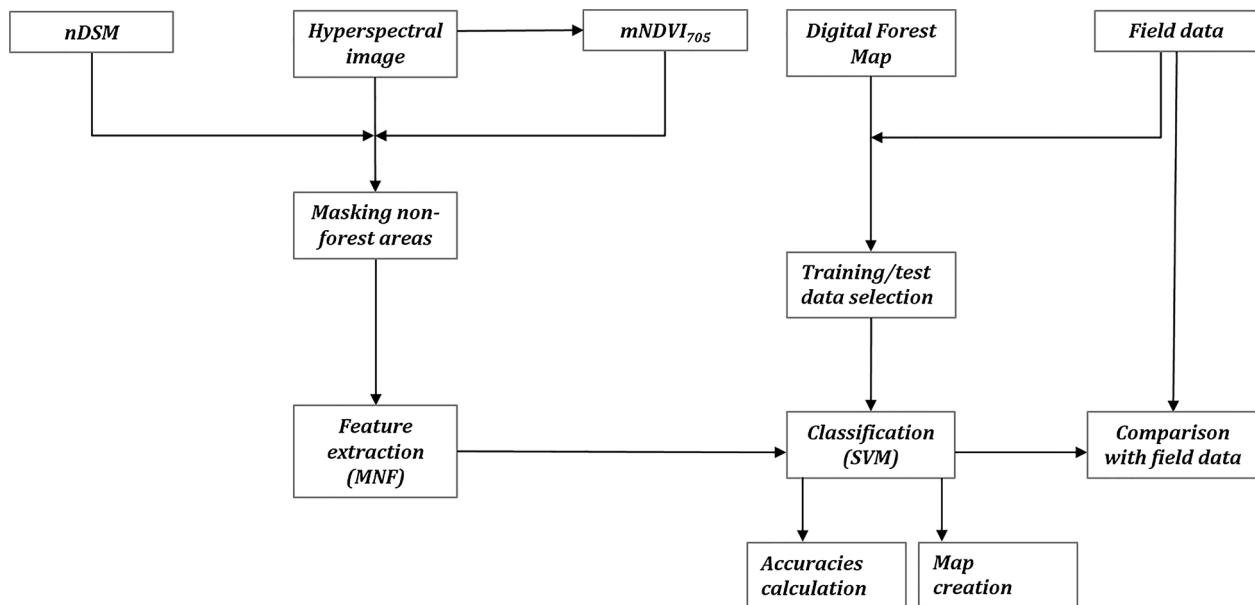 nDSM
Hyperspectral
image
mNDVI₇₀₅
Digital Forest
Map
Field data
Masking non-
forest areas
Training/test
data selection
Feature
extraction
(MNF)
Classification
(SVM)
Comparison
with field data
Accuracies
calculation
Map
creation